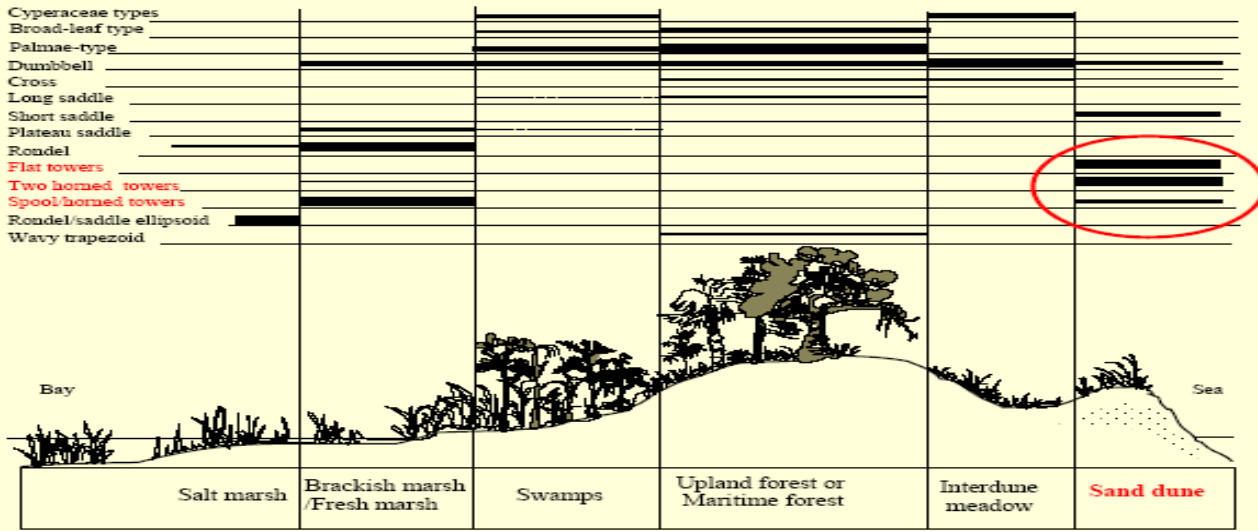 Cyperaceae types
Broad-leaf type
Palmae-type
Dumbbell
Cross
Long saddle
Short saddle
Plateau saddle
Rondel
Flat towers
Two horned towers
Spool/horned towers
Rondel/saddle ellipsoid
Wavy trapezoid
Bay
Sea
Salt marsh
Brackish marsh
/Fresh marsh
Swamps
Upland forest or
Maritime forest
Interdune
meadow
Sand dune